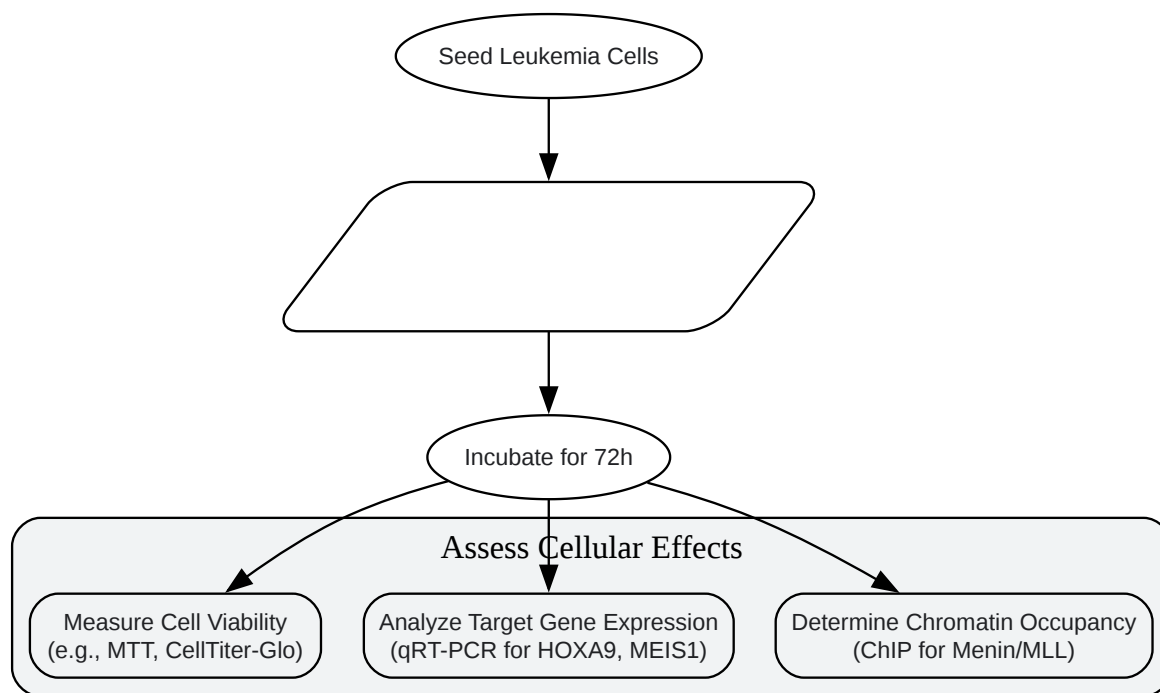 Seed Leukemia Cells
Incubate for 72h
Assess Cellular Effects
Measure Cell Viability
(e.g., MTT, CellTiter-Glo)
Analyze Target Gene Expression
(qRT-PCR for HOXA9, MEIS1)
Determine Chromatin Occupancy
(ChIP for Menin/MLL)